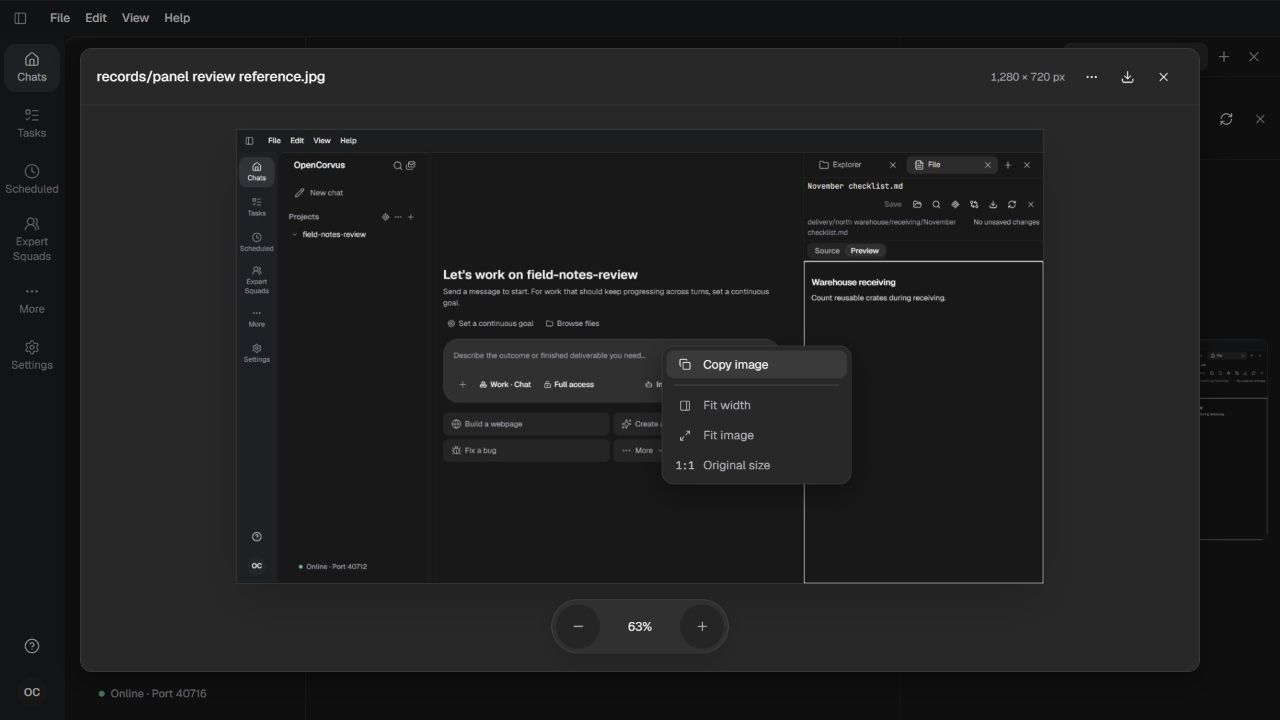 File Edit View Help
Chats
Tasks
Scheduled
Expert
Squads
More
Settings
OC
Online · Port 40716
records/panel review reference.jpg
1,280 × 720 px
File Edit View Help
Chats
Tasks
Scheduled
Expert
Squads
More
Settings
OC
OpenCorvus
New chat
Projects
field-notes-review
Online · Port 40712
Let's work on field-notes-review
Send a message to start. For work that should keep progressing across turns, set a continuous
goal.
Set a continuous goal Browse files
Describe the outcome or finished deliverable you need...
Work · Chat Full access
Build a webpage Create
Fix a bug More
Explorer File
November checklist.md
Save
delivery/north warehouse/receiving/November
checklist.md
No unsaved changes
Source Preview
Warehouse receiving
Count reusable crates during receiving.
Copy image
Fit width
Fit image
1:1 Original size
63%